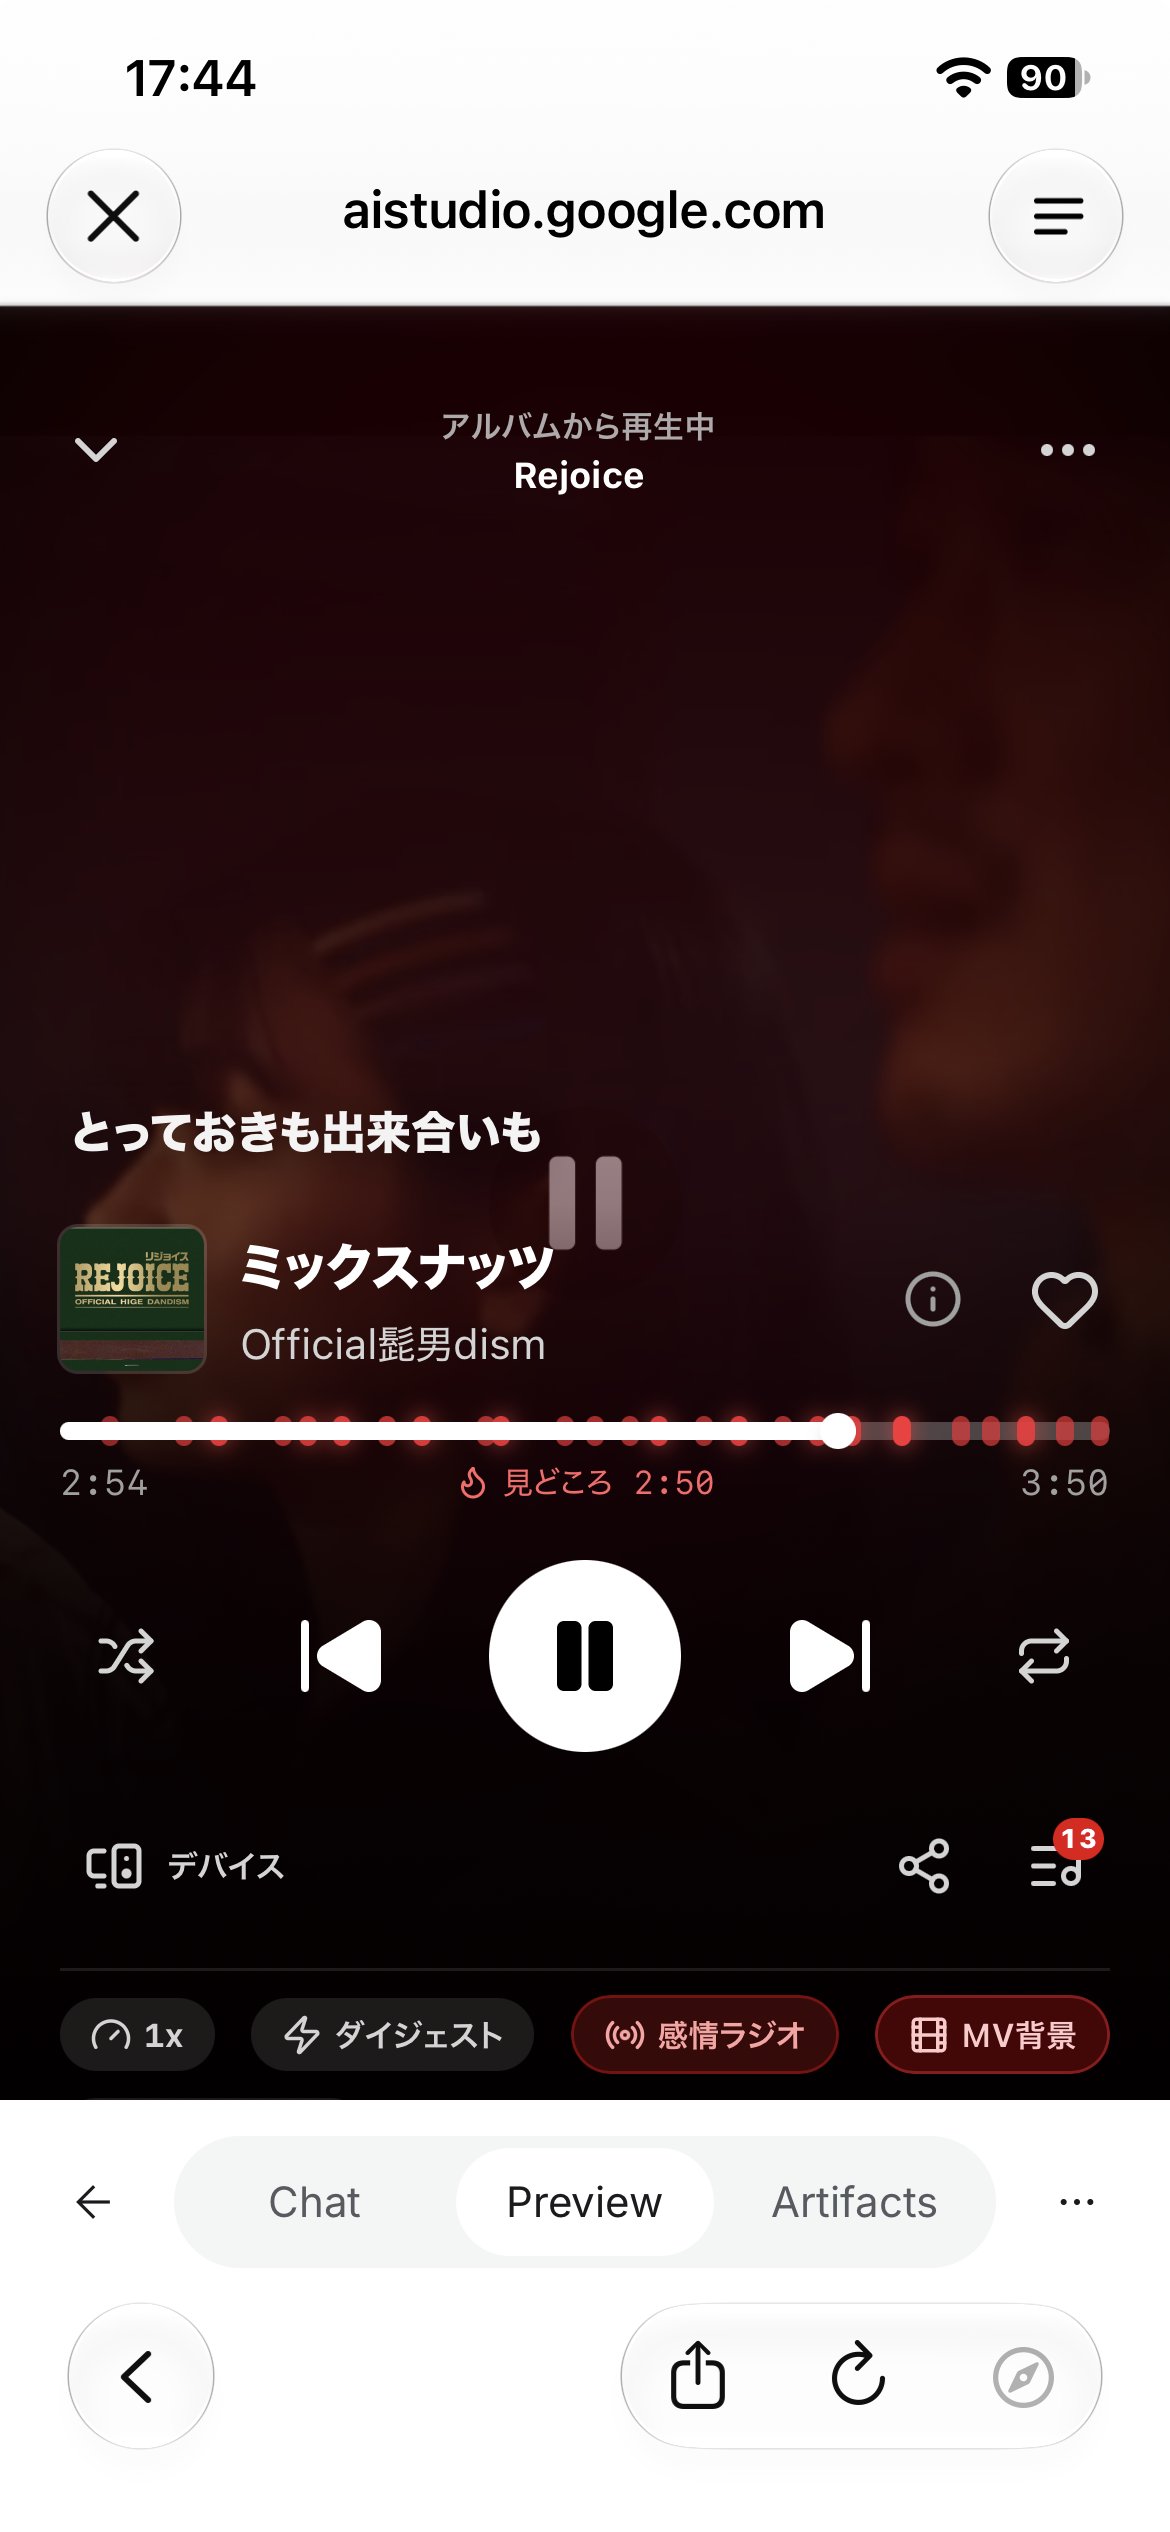 17:44
90
aistudio.google.com
アルバムから再生中
Rejoice
とっておきも出来合いも
リジョイス
REJOICE
OFFICIAL HIGE DANDISM
ミックスナッツ
Official髭男dism
2:54
見どころ 2:50
3:50
デバイス
13
1x
ダイジェスト
感情ラジオ
MV背景
Chat
Preview
Artifacts